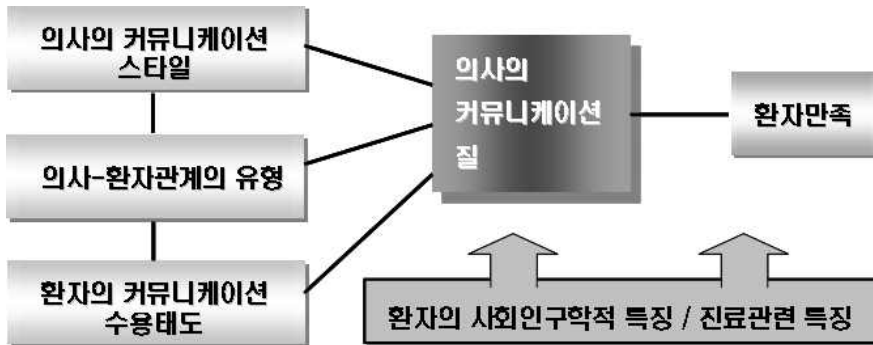 의사의 커뮤니케이션
스타일
의사-환자관계의 유형
환자의 커뮤니케이션
수용태도
의사의
커뮤니케이션
질
환자만족
환자의 사회인구학적 특징 / 진료관련 특징